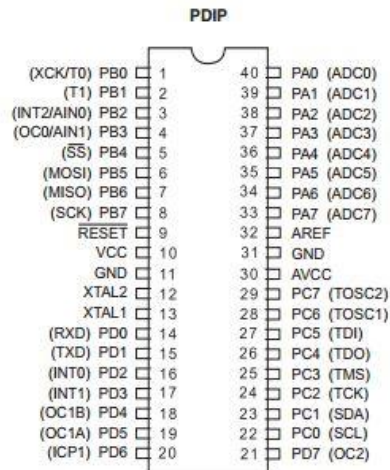 PDIP
(XCK/T0) PB0 1 40 PA0 (ADC0)
(T1) PB1 2 39 PA1 (ADC1)
(INT2/AIN0) PB2 3 38 PA2 (ADC2)
(OC0/AIN1) PB3 4 37 PA3 (ADC3)
(SS) PB4 5 36 PA4 (ADC4)
(MOSI) PB5 6 35 PA5 (ADC5)
(MISO) PB6 7 34 PA6 (ADC6)
(SCK) PB7 8 33 PA7 (ADC7)
RESET 9 32 AREF
VCC 10 31 GND
GND 11 30 AVCC
XTAL2 12 29 PC7 (TOSC2)
XTAL1 13 28 PC6 (TOSC1)
(RXD) PD0 14 27 PC5 (TDI)
(TXD) PD1 15 26 PC4 (TDO)
(INT0) PD2 16 25 PC3 (TMS)
(INT1) PD3 17 24 PC2 (TCK)
(OC1B) PD4 18 23 PC1 (SDA)
(OC1A) PD5 19 22 PC0 (SCL)
(ICP1) PD6 20 21 PD7 (OC2)